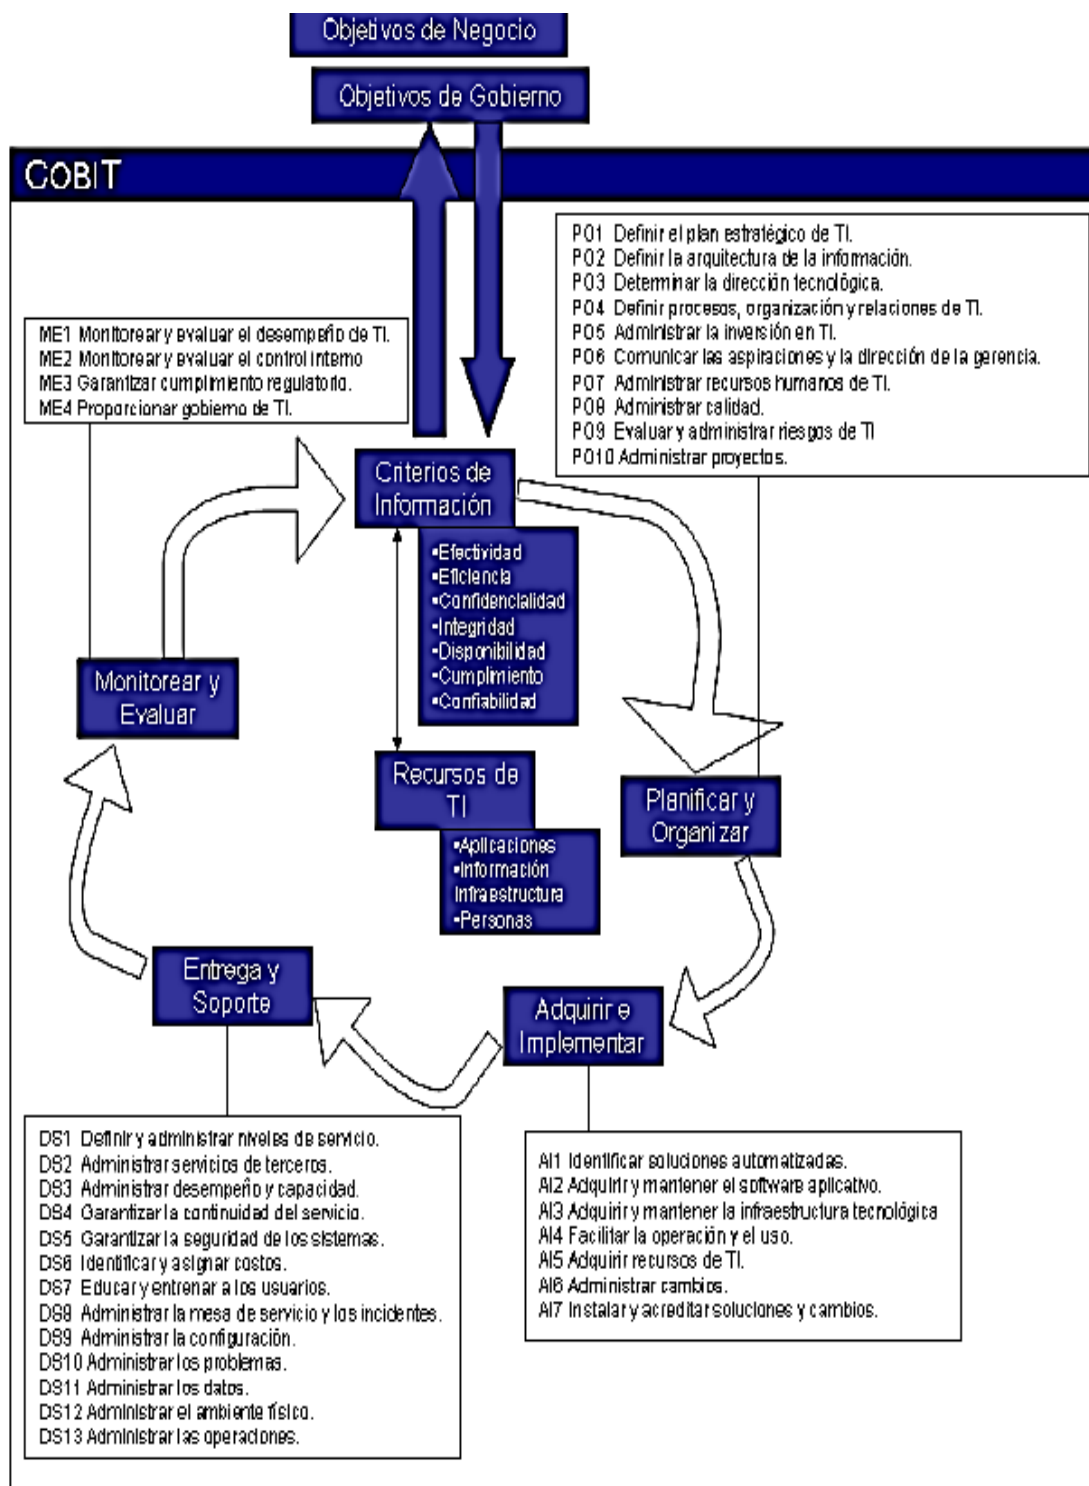 Objetivos de Negocio
Objetivos de Gobierno
COBIT
PO1 Definir el plan estratégico de TI.
PO2 Definir la arquitectura de la información.
PO3 Determinar la dirección tecnológica.
PO4 Definir procesos, organización y relaciones de TI.
PO5 Administrar la inversión en TI.
PO6 Comunicar las aspiraciones y la dirección de la gerencia.
PO7 Administrar recursos humanos de TI.
PO8 Administrar calidad.
PO9 Evaluar y administrar riesgos de TI
PO10 Administrar proyectos.
ME1 Monitorear y evaluar el desempeño de TI.
ME2 Monitorear y evaluar el control interno
ME3 Garantizar cumplimiento regulatorio.
ME4 Proporcionar gobierno de TI.
Criterios de
Información
•Efectividad
•Eficiencia
•Confidencialidad
•Integridad
•Disponibilidad
•Cumplimiento
•Confiabilidad
Monitorear y
Evaluar
Recursos de
TI
•Aplicaciones
•Información
Infraestructura
•Personas
Planificar y
Organizar
Entrega y
Soporte
Adquirir e
Implementar
DS1 Definir y administrar niveles de servicio.
DS2 Administrar servicios de terceros.
DS3 Administrar desempeño y capacidad.
DS4 Garantizar la continuidad del servicio.
DS5 Garantizar la seguridad de los sistemas.
DS6 Identificar y asignar costos.
DS7 Educar y entrenar a los usuarios.
DS8 Administrar la mesa de servicio y los incidentes.
DS9 Administrar la configuración.
DS10 Administrar los problemas.
DS11 Administrar los datos.
DS12 Administrar el ambiente físico.
DS13 Administrar las operaciones.
AI1 Identificar soluciones automatizadas.
AI2 Adquirir y mantener el software aplicativo.
AI3 Adquirir y mantener la infraestructura tecnológica
AI4 Facilitar la operación y el uso.
AI5 Adquirir recursos de TI.
AI6 Administrar cambios.
AI7 Instalar y acreditar soluciones y cambios.